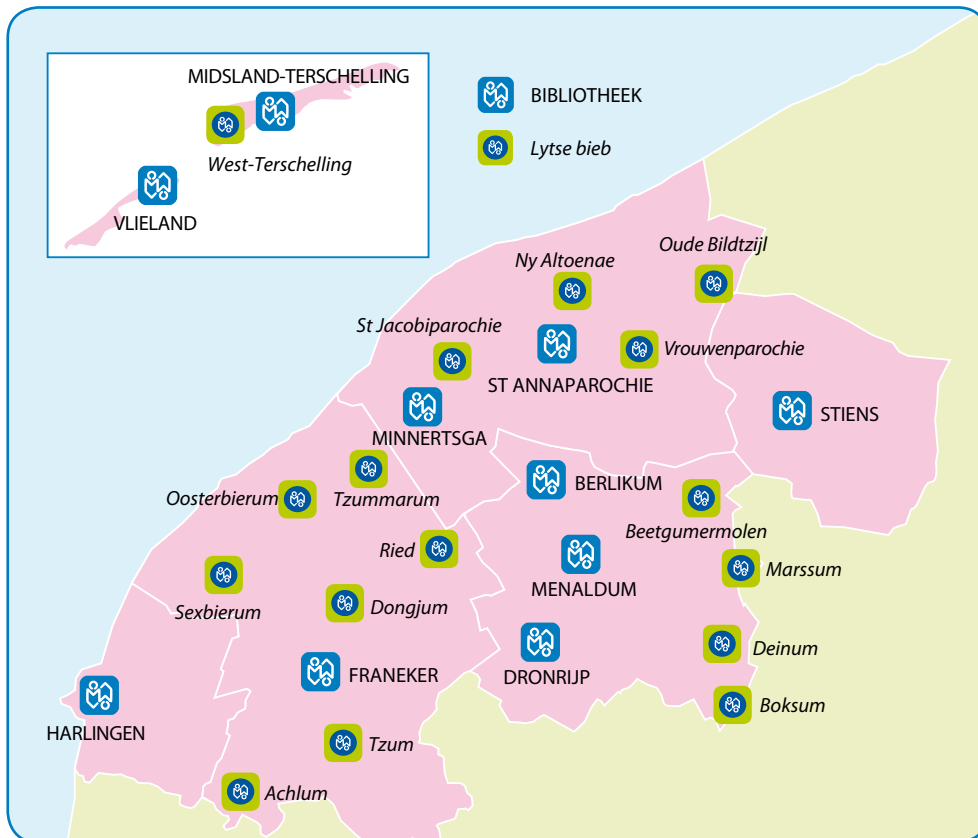 MIDSLAND-TERSCHELLING
West-Terschelling
VLIELAND
BIBLIOTHEEK
Lytse bieb
Oude Bildtzijl
Ny Altoenae
St Jacobiparochie
Vrouwenparochie
ST ANNAPAROCHIE
STIENS
MINNERTSGA
BERLIKUM
Oosterbierum
Tzummarum
Beetgumermolen
Ried
Marssum
MENALDUM
Sexbierum
Dongjum
Deinum
FRANEKER
DRONRIJP
Boksum
HARLINGEN
Tzum
Achlum